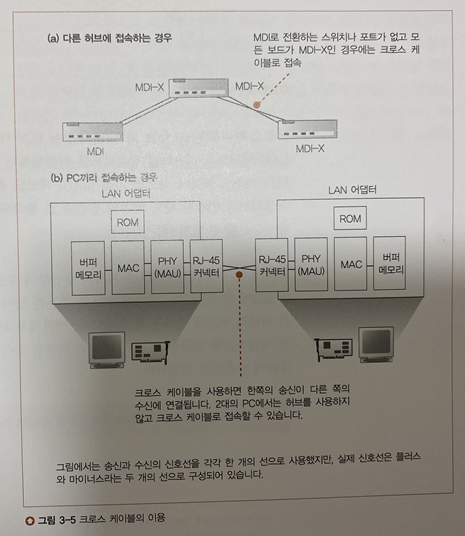 (a) 다른 허브에 접속하는 경우
MDI로 전환하는 스위치나 포트가 없고 모
든 보드가 MDI-X인 경우에는 크로스 케
이블로 접속
MDI-X
MDI-X
MDI
MDI-X
(b) PC끼리 접속하는 경우
LAN 어댑터
LAN 어댑터
ROM
ROM
버퍼
메모리
MAC
PHY
(MAU)
RJ-45
커넥터
RJ-45
커넥터
PHY
(MAU)
MAC
버퍼
메모리
크로스 케이블을 사용하면 한쪽의 송신이 다른 쪽의
수신에 연결됩니다. 2대의 PC에서는 허브를 사용하지
않고 크로스 케이블로 접속할 수 있습니다.
그림에서는 송신과 수신의 신호선을 각각 한 개의 선으로 사용했지만, 실제 신호선은 플러스
와 마이너스라는 두 개의 선으로 구성되어 있습니다.
그림 3-5 크로스 케이블의 이용